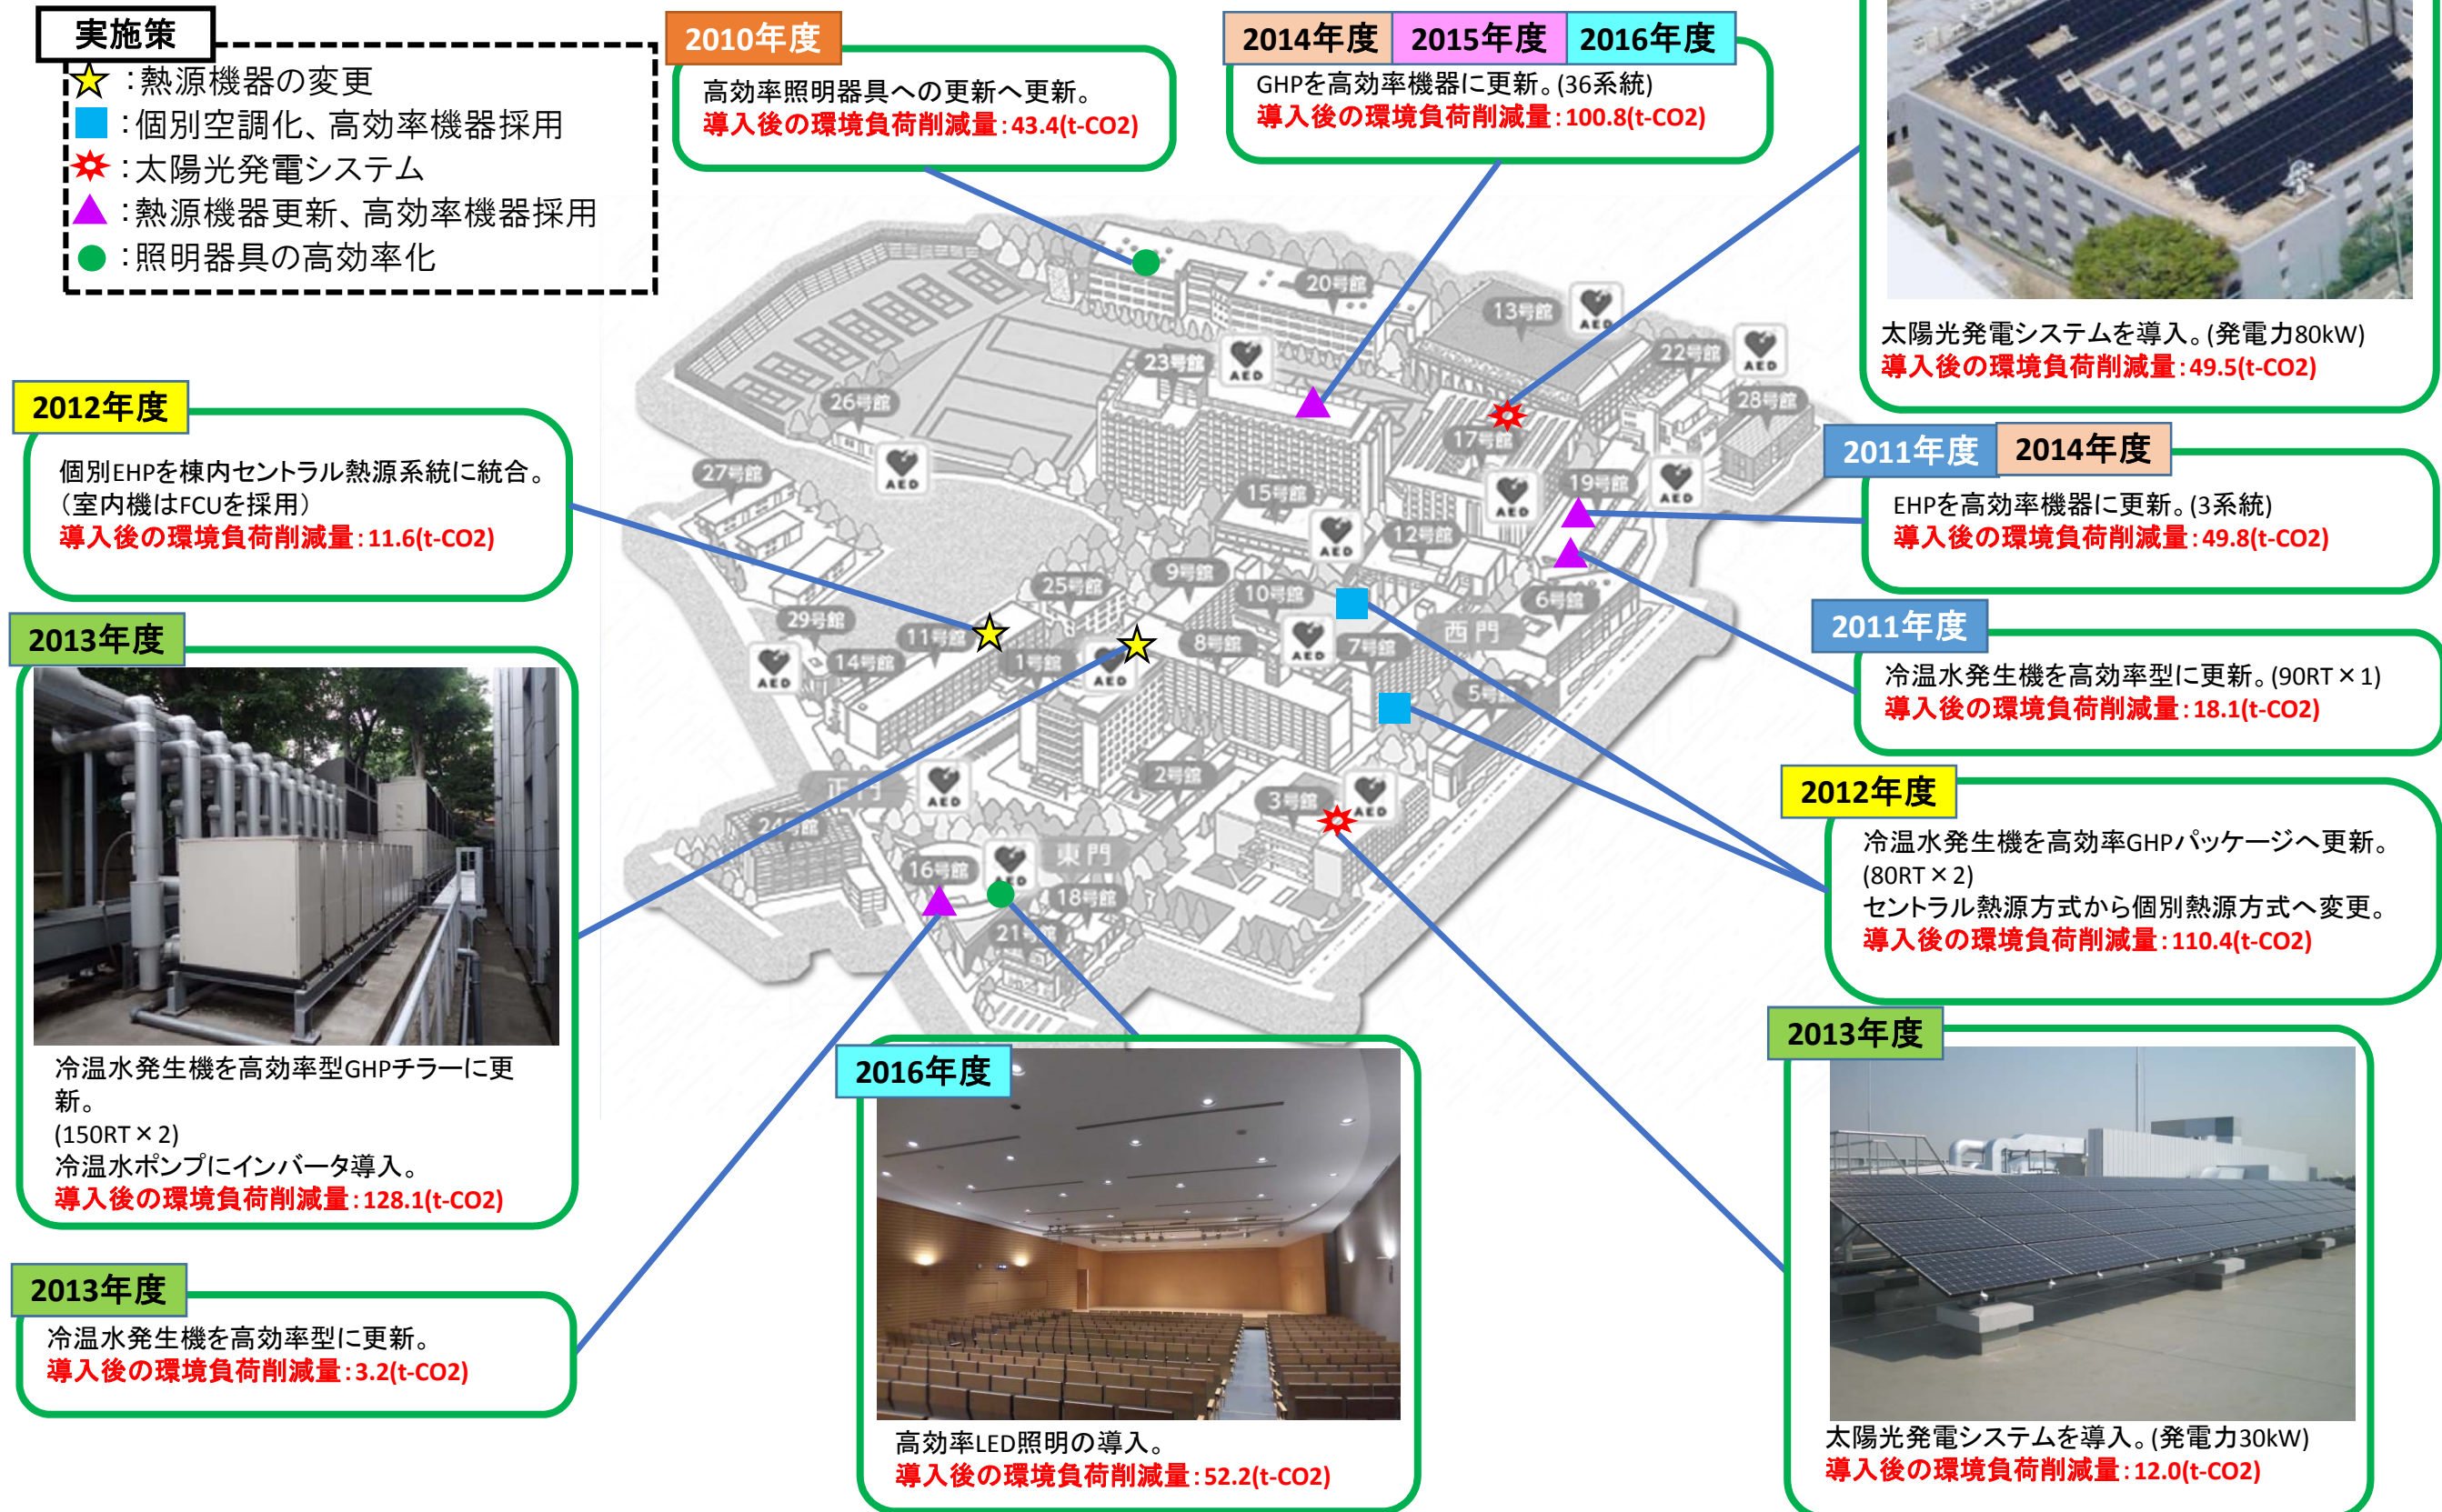 実施策
：熱源機器の変更
：個別空調化、高効率機器採用
：太陽光発電システム
：熱源機器更新、高効率機器採用
：照明器具の高効率化
2010年度
高効率照明器具への更新へ更新。
導入後の環境負荷削減量：43.4(t-CO2)
2014年度 2015年度 2016年度
GHPを高効率機器に更新。(36系統)
導入後の環境負荷削減量：100.8(t-CO2)
太陽光発電システムを導入。(発電力80kW)
導入後の環境負荷削減量：49.5(t-CO2)
2012年度
個別EHPを棟内セントラル熱源系統に統合。
（室内機はFCUを採用）
導入後の環境負荷削減量：11.6(t-CO2)
2011年度 2014年度
EHPを高効率機器に更新。(3系統)
導入後の環境負荷削減量：49.8(t-CO2)
2011年度
冷温水発生機を高効率型に更新。(90RT×1)
導入後の環境負荷削減量：18.1(t-CO2)
2012年度
冷温水発生機を高効率GHPパッケージへ更新。
(80RT×2)
セントラル熱源方式から個別熱源方式へ変更。
導入後の環境負荷削減量：110.4(t-CO2)
2013年度
冷温水発生機を高効率型GHPチラーに更
新。
(150RT×2)
冷温水ポンプにインバータ導入。
導入後の環境負荷削減量：128.1(t-CO2)
2013年度
冷温水発生機を高効率型に更新。
導入後の環境負荷削減量：3.2(t-CO2)
2016年度
高効率LED照明の導入。
導入後の環境負荷削減量：52.2(t-CO2)
2013年度
太陽光発電システムを導入。(発電力30kW)
導入後の環境負荷削減量：12.0(t-CO2)
20号館
13号館
AED
22号館
AED
23号館
AED
28号館
26号館
AED
17号館
27号館
15号館
AED
19号館
AED
12号館
AED
25号館
9号館
10号館
6号館
29号館
11号館
1号館
8号館
7号館
西門
14号館
AED
AED
AED
5号館
正門
AED
2号館
3号館
AED
24号館
16号館
AED
東門
18号館
21号館